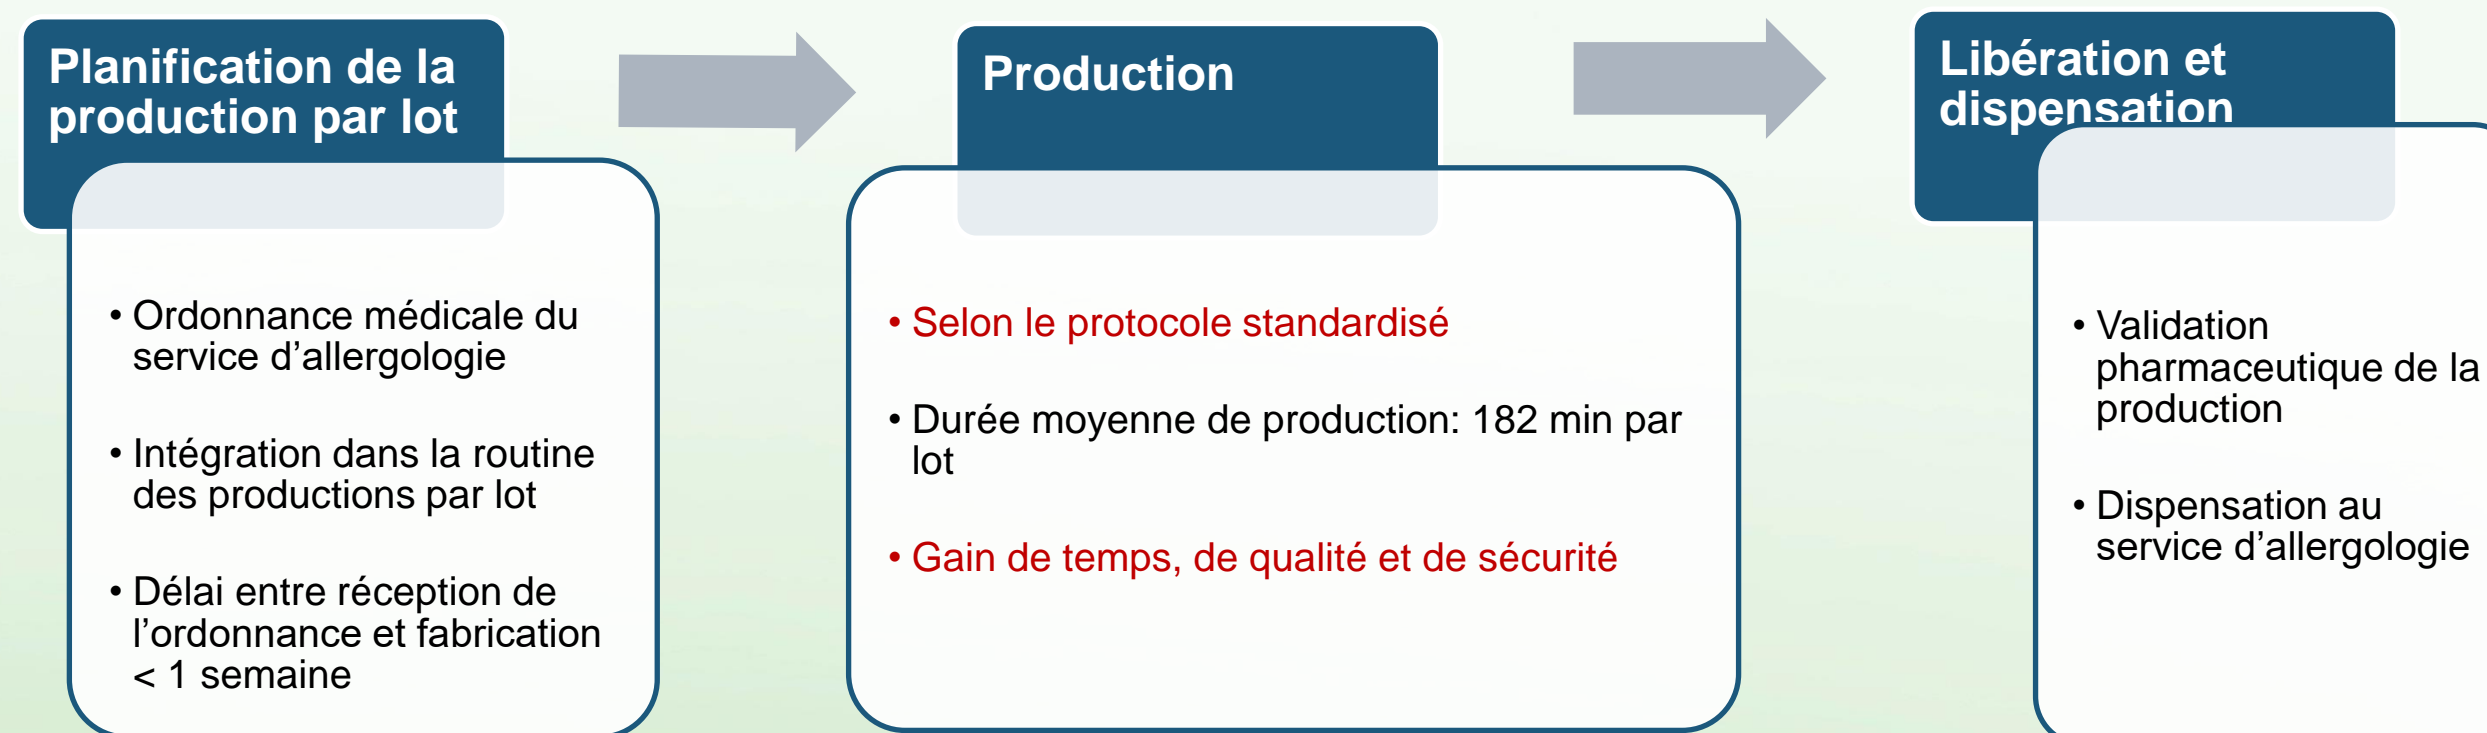 Planification de la
production par lot
• Ordonnance médicale du
service d’allergologie
• Intégration dans la routine
des productions par lot
• Délai entre réception de
l’ordonnance et fabrication
< 1 semaine
Production
• Selon le protocole standardisé
• Durée moyenne de production: 182 min par
lot
• Gain de temps, de qualité et de sécurité
Libération et
dispensation
• Validation
pharmaceutique de la
production
• Dispensation au
service d’allergologie